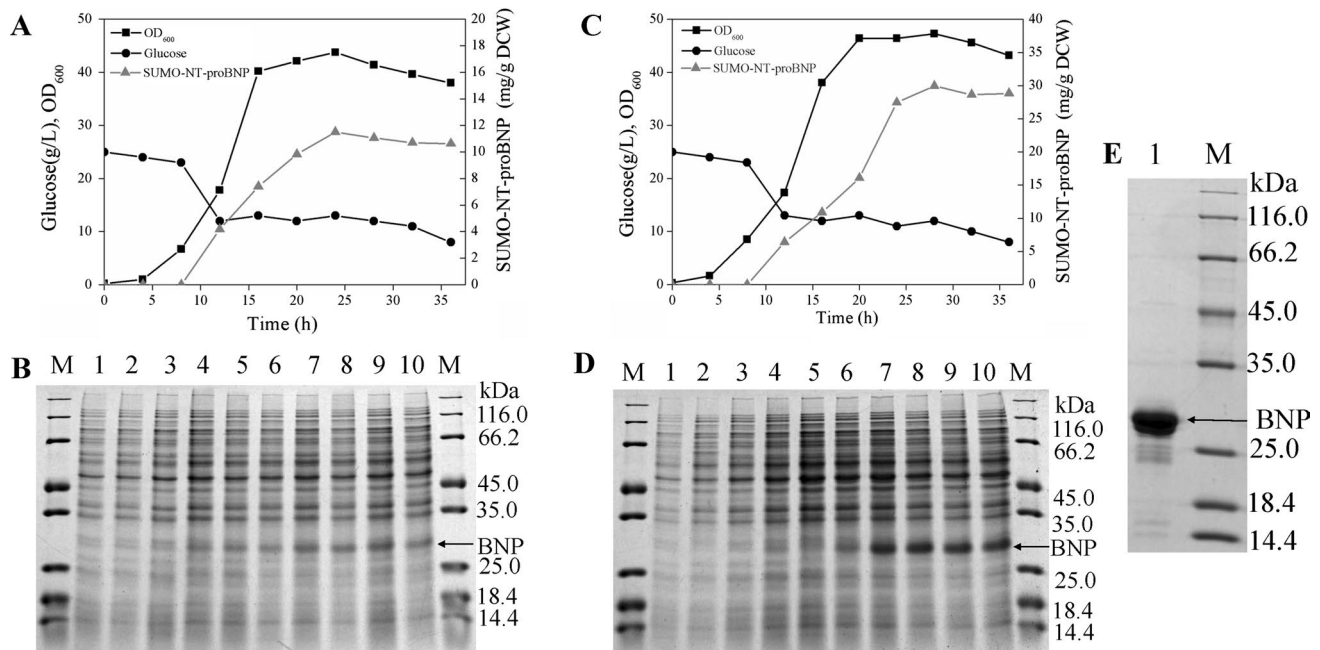 A
OD600
Glucose
SUMO-NT-proBNP
Glucose(g/L), OD600
50
40
30
20
10
0
SUMO-NT-proBNP (mg/g DCW)
20
18
16
14
12
10
8
6
4
2
0
0 5 10 15 20 25 30 35
Time (h)
C
OD600
Glucose
SUMO-NT-proBNP
Glucose(g/L), OD600
50
40
30
20
10
0
SUMO-NT-proBNP (mg/g DCW)
40
35
30
25
20
15
10
5
0
0 5 10 15 20 25 30 35
Time (h)
B
M 1 2 3 4 5 6 7 8 9 10 M
kDa
116.0
66.2
45.0
35.0
BNP
25.0
18.4
14.4
D
M 1 2 3 4 5 6 7 8 9 10 M
kDa
116.0
66.2
45.0
35.0
BNP
25.0
18.4
14.4
E
1 M
kDa
116.0
66.2
45.0
35.0
BNP
25.0
18.4
14.4